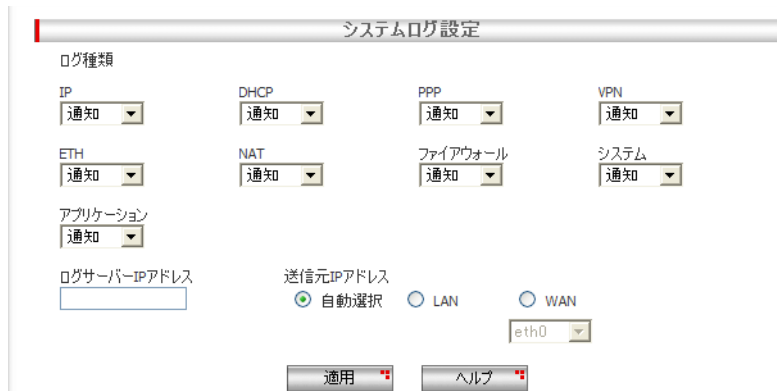 システムログ設定
ログ種類
IP DHCP PPP VPN
通知 通知 通知 通知
ETH NAT ファイアウォール システム
通知 通知 通知 通知
アプリケーション
通知
ログサーバーIPアドレス 送信元IPアドレス
自動選択 LAN WAN
eth0
適用 ヘルプ